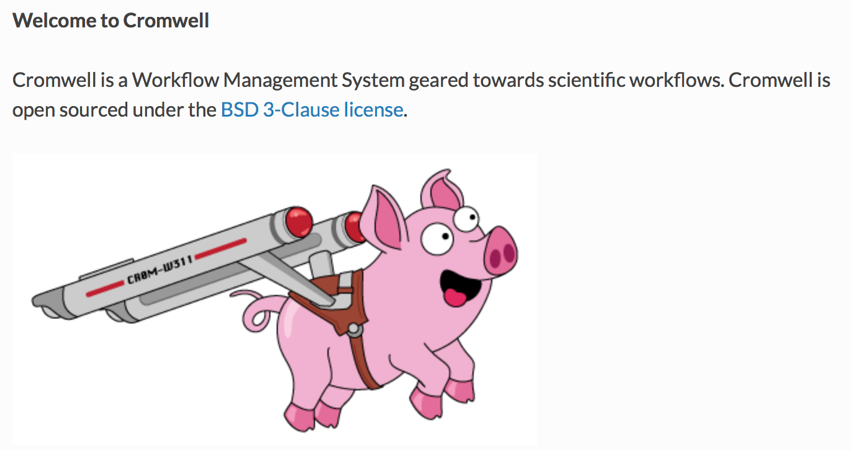 Welcome to Cromwell
Cromwell is a Workflow Management System geared towards scientific workflows. Cromwell is
open sourced under the BSD 3-Clause license.
CR0M-W311